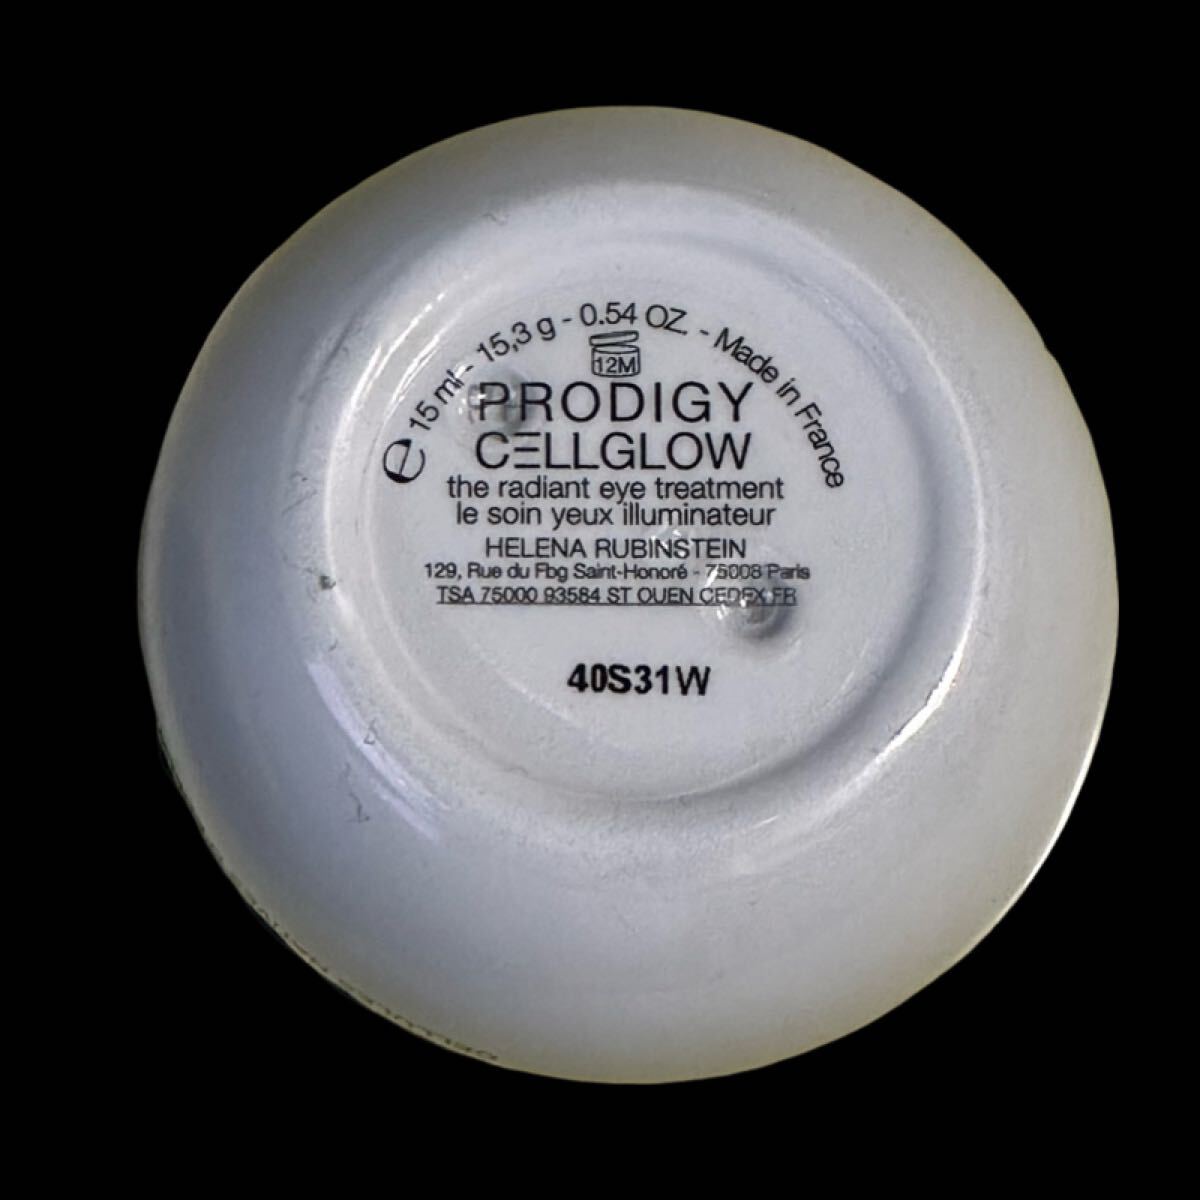 ℮ 15 ml - 15,3 g - 0.54 OZ. - Made in France
12M
PRODIGY
CELLGLOW
the radiant eye treatment
le soin yeux illuminateur
HELENA RUBINSTEIN
129, Rue du Fbg Saint-Honoré - 75008 Paris
TSA 75000 93584 ST OUEN CEDEX FR
40S31W